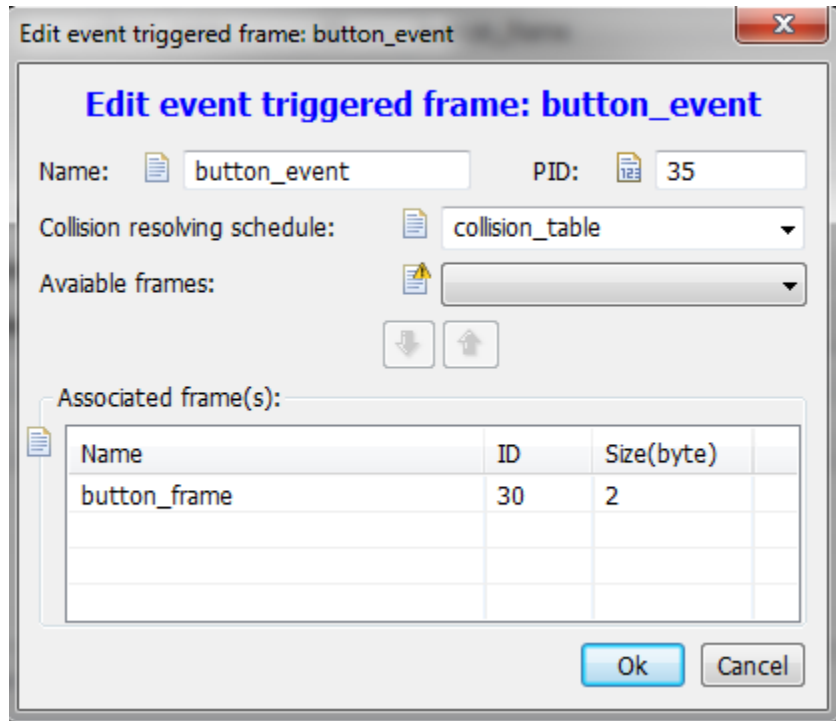 Edit event triggered frame: button_event
Edit event triggered frame: button_event
Name: button_event PID: 123 35
Collision resolving schedule: collision_table
Avaiable frames:
Associated frame(s):
Name ID Size(byte)
button_frame 30 2
Ok Cancel